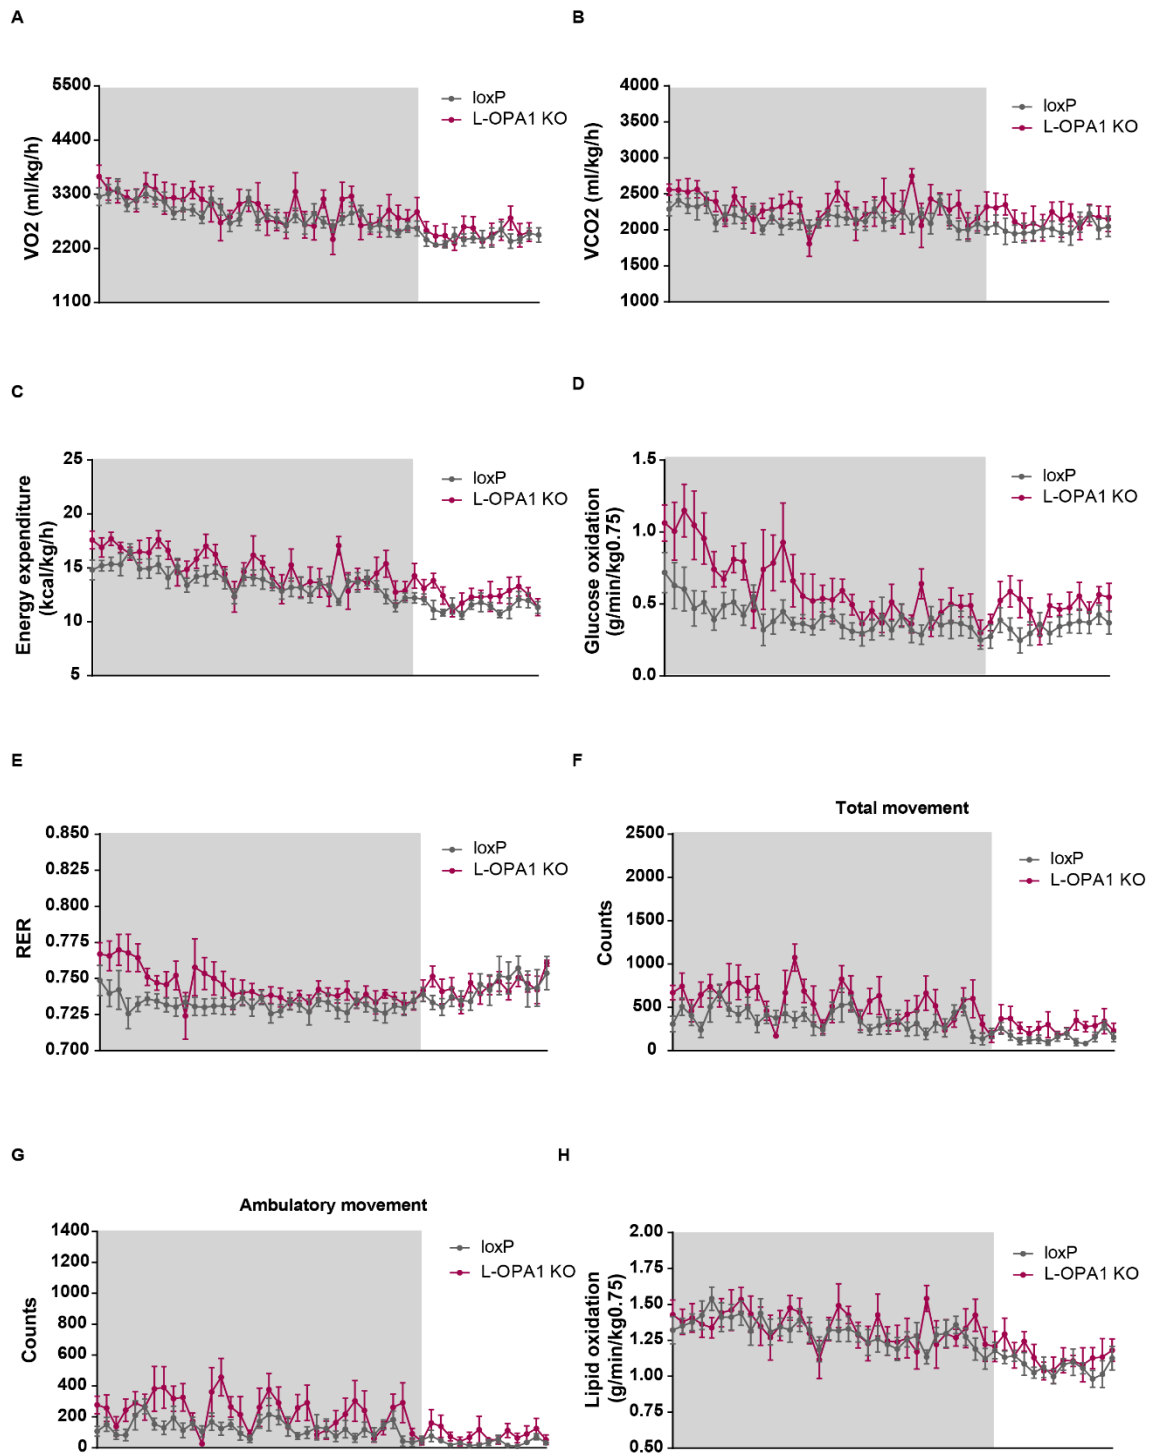 A
B
5500
4400
3300
2200
1100
VO2 (ml/kg/h)
loxP
L-OPA1 KO
4000
3500
3000
2500
2000
1500
1000
VCO2 (ml/kg/h)
loxP
L-OPA1 KO
C
D
25
20
15
10
5
Energy expenditure
(kcal/kg/h)
loxP
L-OPA1 KO
1.5
1.0
0.5
0.0
Glucose oxidation
(g/min/kg0.75)
loxP
L-OPA1 KO
E
F
0.850
0.825
0.800
0.775
0.750
0.725
0.700
RER
loxP
L-OPA1 KO
Total movement
2500
2000
1500
1000
500
0
Counts
loxP
L-OPA1 KO
G
H
Ambulatory movement
1400
1200
1000
800
600
400
200
0
Counts
loxP
L-OPA1 KO
2.00
1.75
1.50
1.25
1.00
0.75
0.50
Lipid oxidation
(g/min/kg0.75)
loxP
L-OPA1 KO